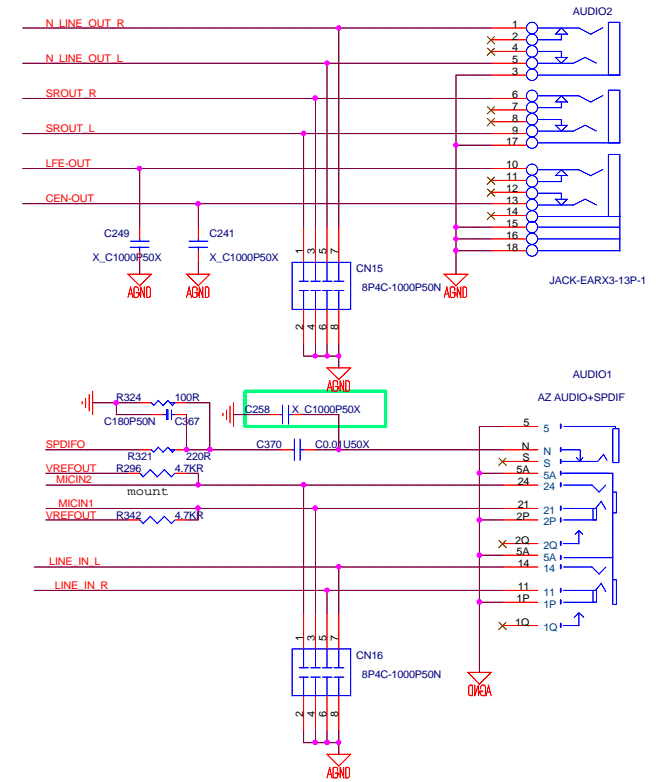 AUDIO2
N_LINE_OUT_R
1
2
4
N_LINE_OUT_L
5
3
SROUT_R
6
7
8
SROUT_L
9
17
LFE-OUT
10
11
12
CEN-OUT
13
14
15
16
18
C249
X_C1000P50X
C241
X_C1000P50X
AGND
AGND
AGND
JACK-EARX3-13P-1
1 3 5 7
CN15
8P4C-1000P50N
2 4 6 8
AGND
AUDIO1
AZ AUDIO+SPDIF
R324 100R
C180P50N C367
C258 X_C1000P50X
SPDIFO
R321 220R
C370 C0.01U50X
VREFOUT R296 4.7KR
MICIN2
mount
MICIN1
VREFOUT R342 4.7KR
5 5
N N
S S
5A 5A
24 24
21 21
2P 2P
2Q 2Q
5A 5A
LINE_IN_L
14 14
LINE_IN_R
11 11
1P 1P
1Q 1Q
1 3 5 7
CN16
8P4C-1000P50N
2 4 6 8
AGND
AGND